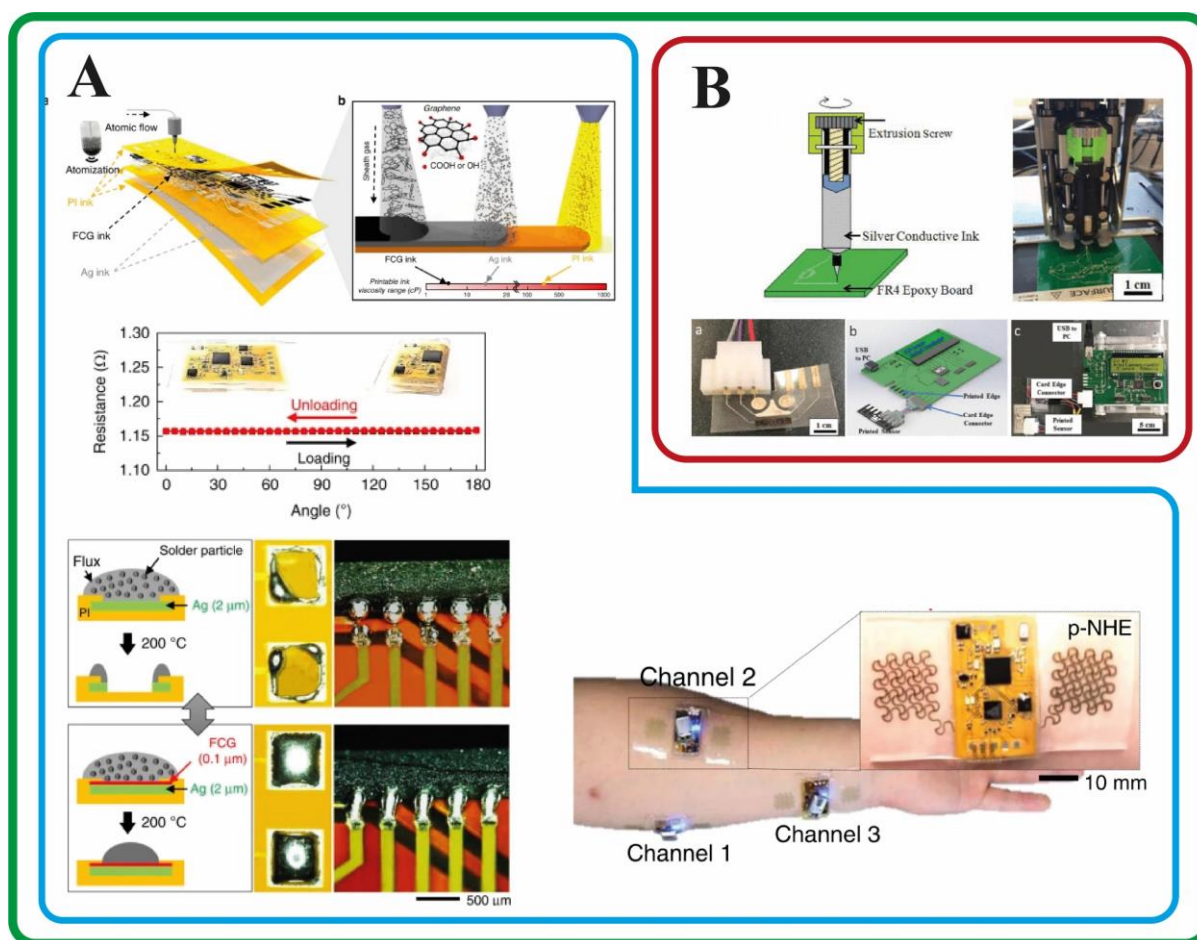 A
a
Atomic flow
Atomization
PI ink
FCG ink
Ag ink
b
Graphene
COOH or OH
Sheath gas
FCG ink
Ag ink
PI ink
Printable ink
viscosity range (cP)
1
10
29
100
500
1000
1.30
1.25
1.20
1.15
1.10
Resistance (Ω)
Unloading
Loading
0
30
60
90
120
150
180
Angle (°)
Solder particle
Flux
Ag (2 μm)
PI
200 °C
FCG
(0.1 μm)
Ag (2 μm)
200 °C
500 μm
Channel 2
p-NHE
10 mm
Channel 3
Channel 1
B
Extrusion Screw
Silver Conductive Ink
FR4 Epoxy Board
1 cm
a
1 cm
b
USB
to PC
Printed Edge
Card Edge
Connector
Printed Sensor
c
USB to
PC
Card Edge
Connector
Printed
Sensor
5 cm